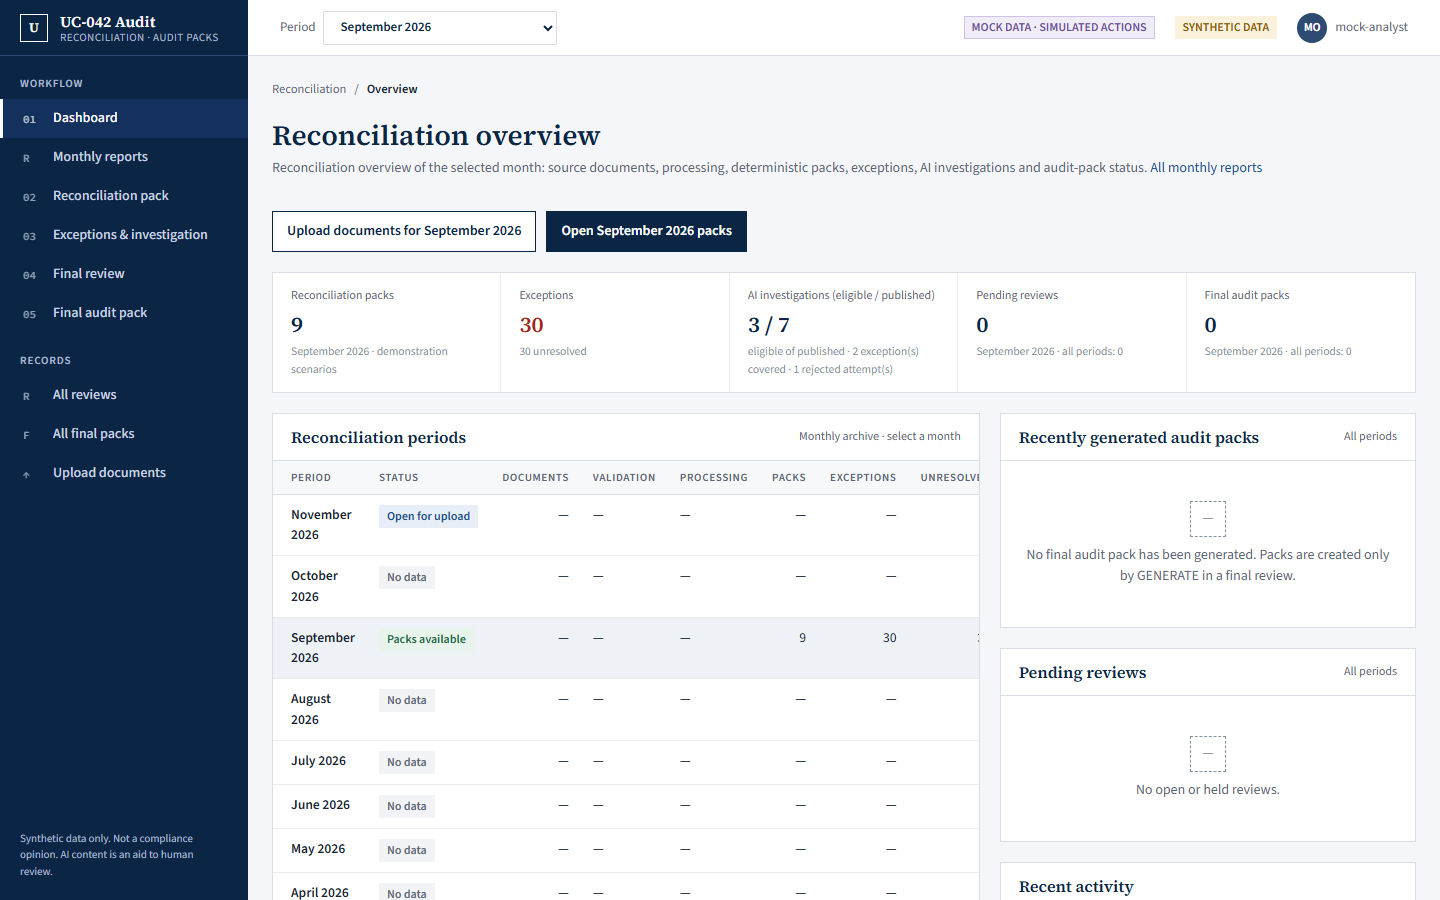 U
UC-042 Audit
RECONCILIATION · AUDIT PACKS
WORKFLOW
01 Dashboard
R Monthly reports
02 Reconciliation pack
03 Exceptions & investigation
04 Final review
05 Final audit pack
RECORDS
R All reviews
F All final packs
↑ Upload documents
Synthetic data only. Not a compliance
opinion. AI content is an aid to human
review.
Period September 2026
MOCK DATA · SIMULATED ACTIONS
SYNTHETIC DATA
MO mock-analyst
Reconciliation / Overview
Reconciliation overview
Reconciliation overview of the selected month: source documents, processing, deterministic packs, exceptions, AI investigations and audit-pack status. All monthly reports
Upload documents for September 2026
Open September 2026 packs
Reconciliation packs
9
September 2026 · demonstration
scenarios
Exceptions
30
30 unresolved
AI investigations (eligible / published)
3 / 7
eligible of published · 2 exception(s)
covered · 1 rejected attempt(s)
Pending reviews
0
September 2026 · all periods: 0
Final audit packs
0
September 2026 · all periods: 0
Reconciliation periods
Monthly archive · select a month
PERIOD STATUS DOCUMENTS VALIDATION PROCESSING PACKS EXCEPTIONS
November
2026
Open for upload — — — — —
October
2026
No data — — — — —
September
2026
Packs available — — — 9 30
August
2026
No data — — — — —
July 2026 No data — — — — —
June 2026 No data — — — — —
May 2026 No data — — — — —
April 2026 No data — — — — —
Recently generated audit packs
All periods
—
No final audit pack has been generated. Packs are created only
by GENERATE in a final review.
Pending reviews
All periods
—
No open or held reviews.
Recent activity